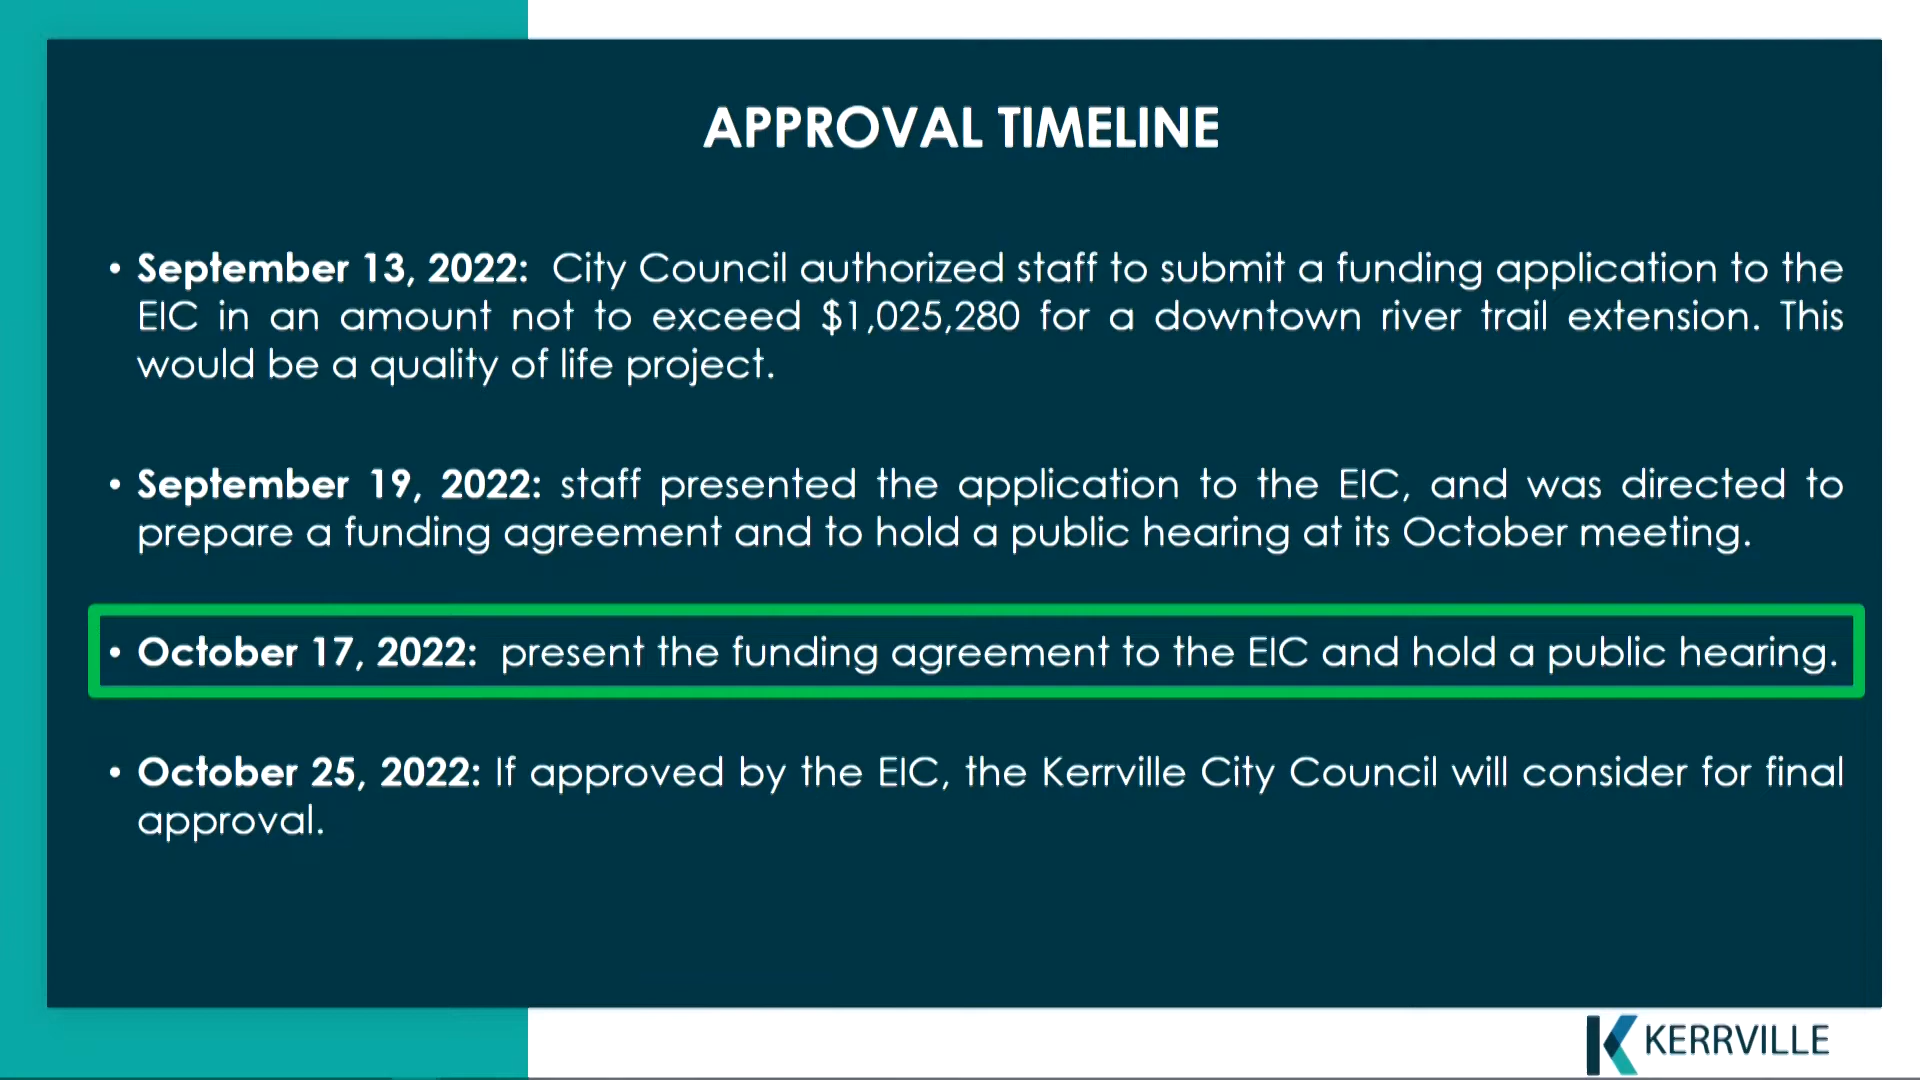 APPROVAL TIMELINE
• September 13, 2022: City Council authorized staff to submit a funding application to the
EIC in an amount not to exceed $1,025,280 for a downtown river trail extension. This
would be a quality of life project.
• September 19, 2022: staff presented the application to the EIC, and was directed to
prepare a funding agreement and to hold a public hearing at its October meeting.
• October 17, 2022: present the funding agreement to the EIC and hold a public hearing.
• October 25, 2022: If approved by the EIC, the Kerrville City Council will consider for final
approval.
KERRVILLE